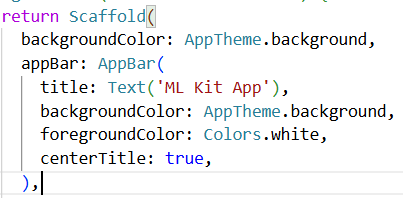 return Scaffold(
backgroundColor: AppTheme.background,
appBar: AppBar(
title: Text('ML Kit App'),
backgroundColor: AppTheme.background,
foregroundColor: Colors.white,
centerTitle: true,
),